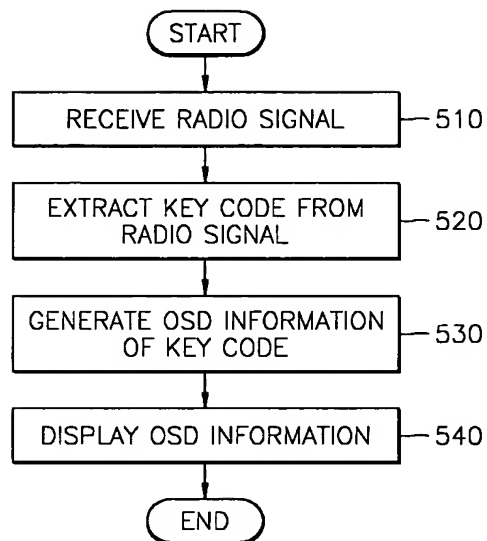 START
RECEIVE RADIO SIGNAL
510
EXTRACT KEY CODE FROM
RADIO SIGNAL
520
GENERATE OSD INFORMATION
OF KEY CODE
530
DISPLAY OSD INFORMATION
540
END